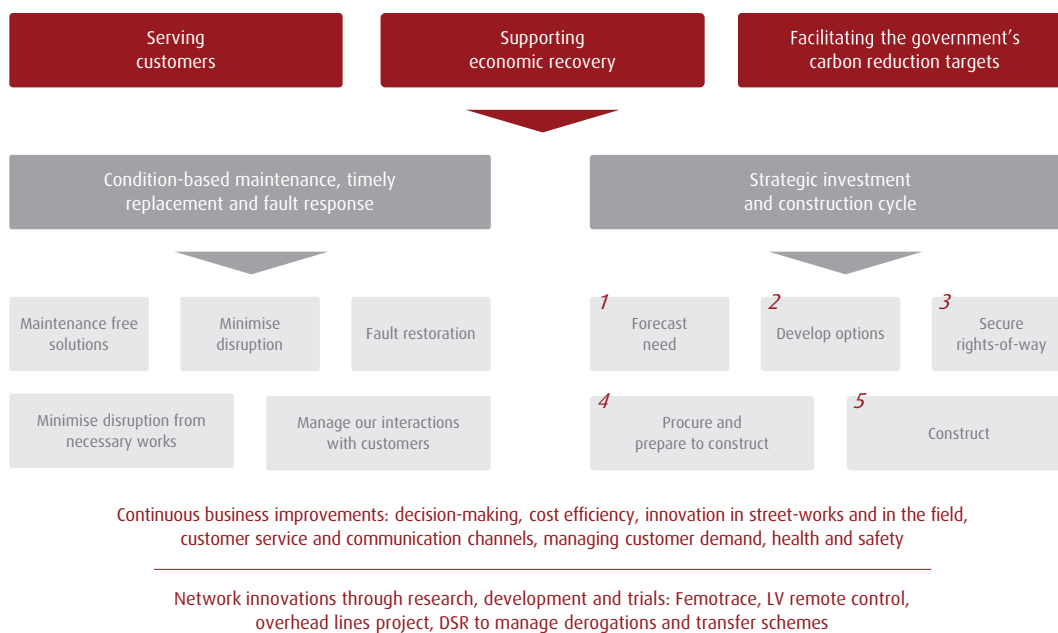 Serving
customers
Supporting
economic recovery
Facilitating the government's
carbon reduction targets
Condition-based maintenance, timely
replacement and fault response
Strategic investment
and construction cycle
Maintenance free
solutions
Minimise
disruption
Fault restoration
Minimise disruption from
necessary works
Manage our interactions
with customers
1
Forecast
need
2
Develop options
3
Secure
rights-of-way
4
Procure and
prepare to construct
5
Construct
Continuous business improvements: decision-making, cost efficiency, innovation in street-works and in the field,
customer service and communication channels, managing customer demand, health and safety
Network innovations through research, development and trials: Femotrace, LV remote control,
overhead lines project, DSR to manage derogations and transfer schemes